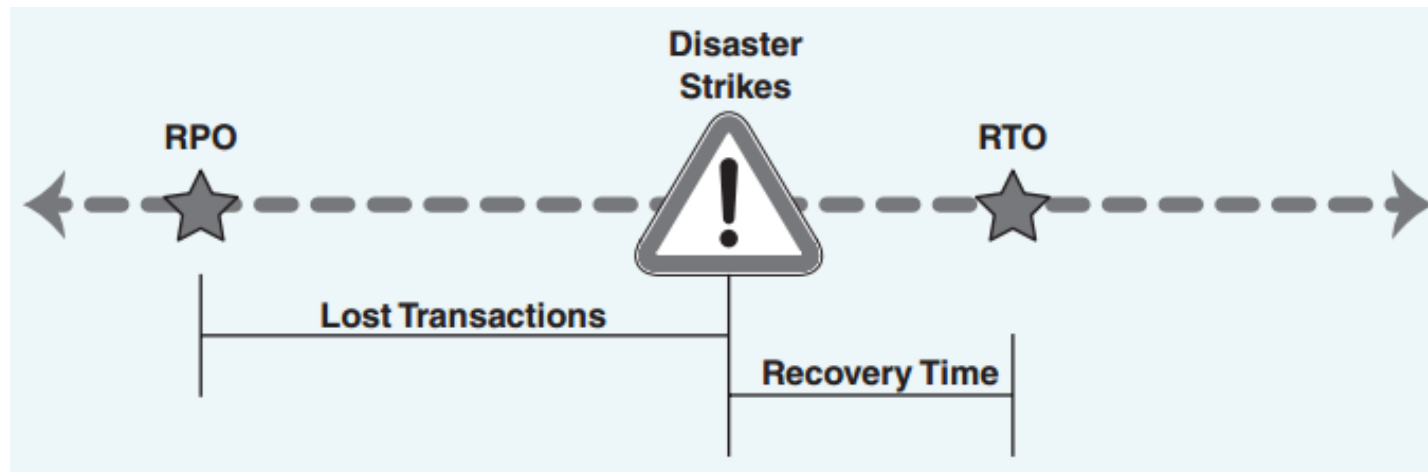 Disaster
Strikes
RPO
RTO
!
Lost Transactions
Recovery Time